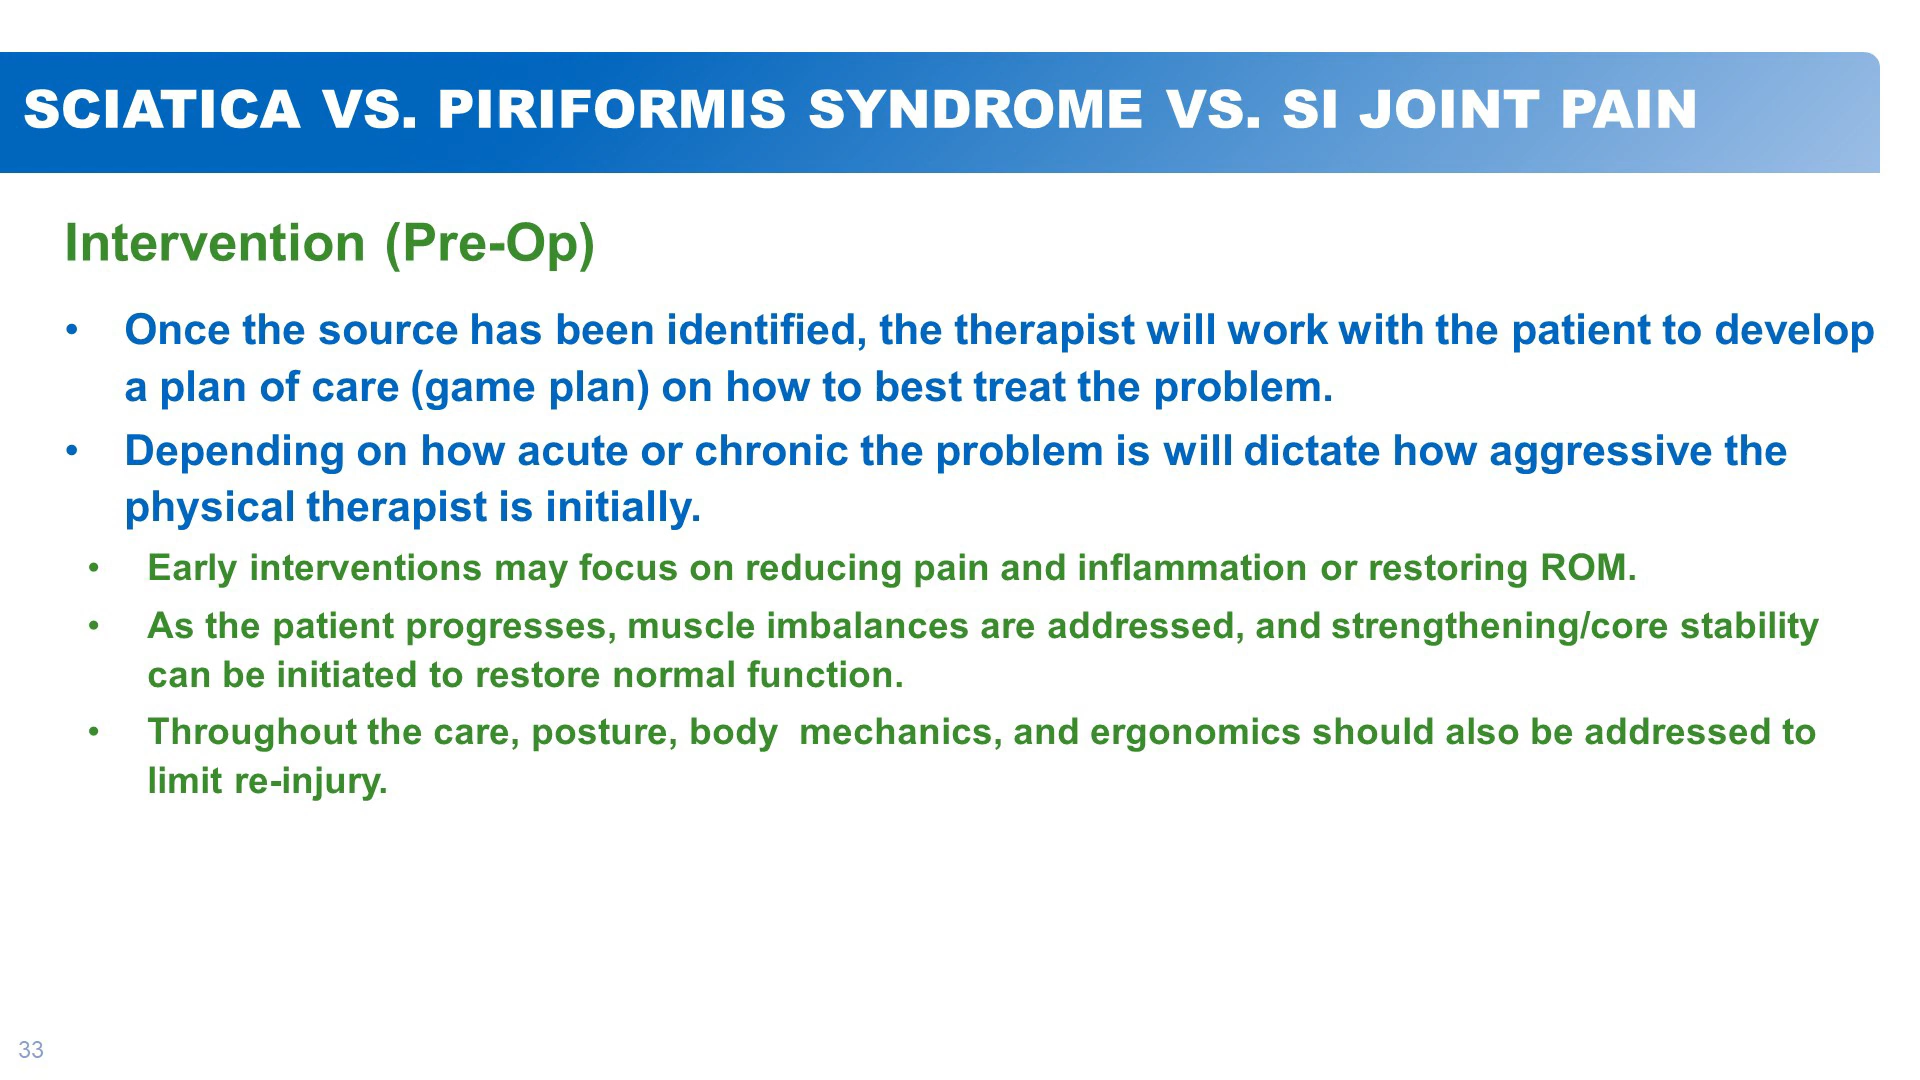 SCIATICA VS. PIRIFORMIS SYNDROME VS. SI JOINT PAIN
Intervention (Pre-Op)
• Once the source has been identified, the therapist will work with the patient to develop
a plan of care (game plan) on how to best treat the problem.
• Depending on how acute or chronic the problem is will dictate how aggressive the
physical therapist is initially.
• Early interventions may focus on reducing pain and inflammation or restoring ROM.
• As the patient progresses, muscle imbalances are addressed, and strengthening/core stability
can be initiated to restore normal function.
• Throughout the care, posture, body  mechanics, and ergonomics should also be addressed to
limit re-injury.
33